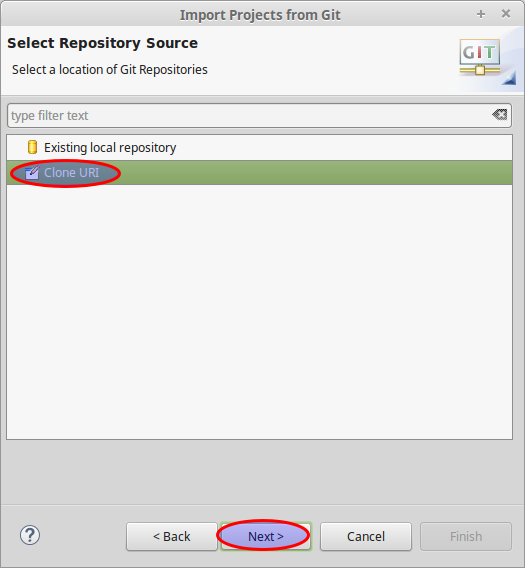 Import Projects from Git
Select Repository Source
Select a location of Git Repositories
GIT
type filter text
Existing local repository
Clone URI
? < Back Next > Cancel Finish